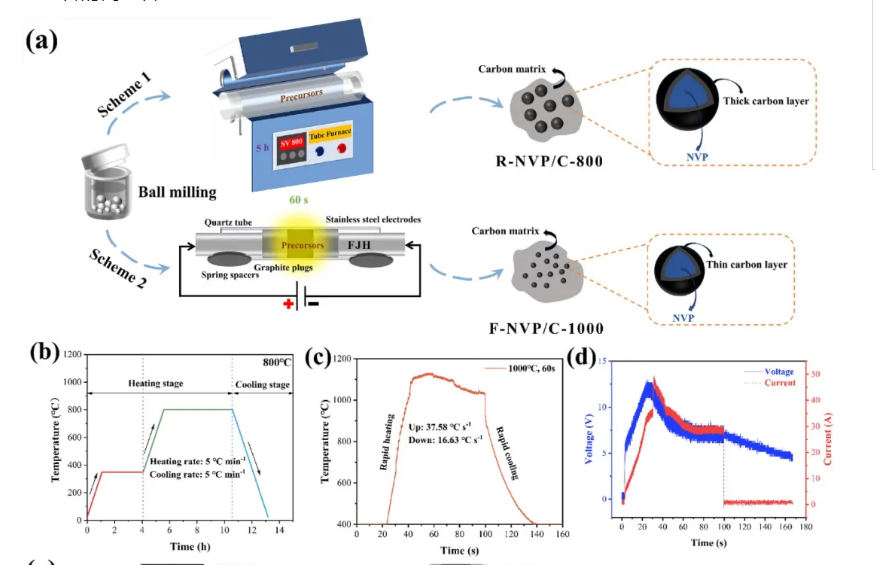 (a)
Scheme 1
Precursors
SV 800
Tube Furnace
5 h
Ball milling
Scheme 2
60 s
Quartz tube
Stainless steel electrodes
Precursors
FJH
Spring spacers
Graphite plugs
+
-
Carbon matrix
R-NVP/C-800
Thick carbon layer
NVP
Carbon matrix
F-NVP/C-1000
Thin carbon layer
NVP
(b)
1200
1000
800
600
400
200
0
Temperature (℃)
800℃
Heating stage
Cooling stage
Heating rate: 5 ℃ min-1
Cooling rate: 5 ℃ min-1
0 2 4 6 8 10 12 14
Time (h)
(c)
1200
1000
800
600
400
Temperature (℃)
1000℃, 60s
Rapid hearing
Up: 37.58 ℃ s-1
Down: 16.63 ℃ s-1
Rapid cooling
0 20 40 60 80 100 120 140 160
Time (s)
(d)
15
10
5
0
Voltage (V)
Voltage
Current
50
40
30
20
10
0
Current (A)
0 20 40 60 80 100 120 140 160 180
Time (s)